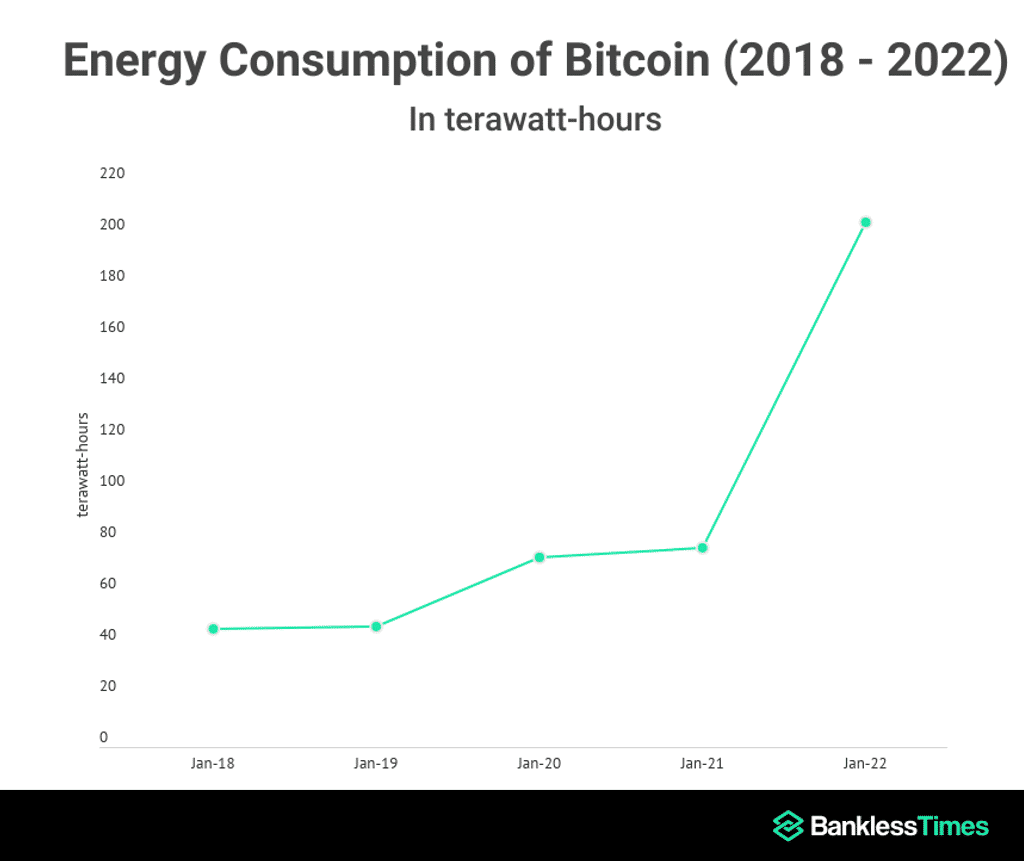 Energy Consumption of Bitcoin (2018 - 2022)
In terawatt-hours
220
200
180
160
140
120
100
80
60
40
20
0
terawatt-hours
Jan-18 Jan-19 Jan-20 Jan-21 Jan-22
BanklessTimes